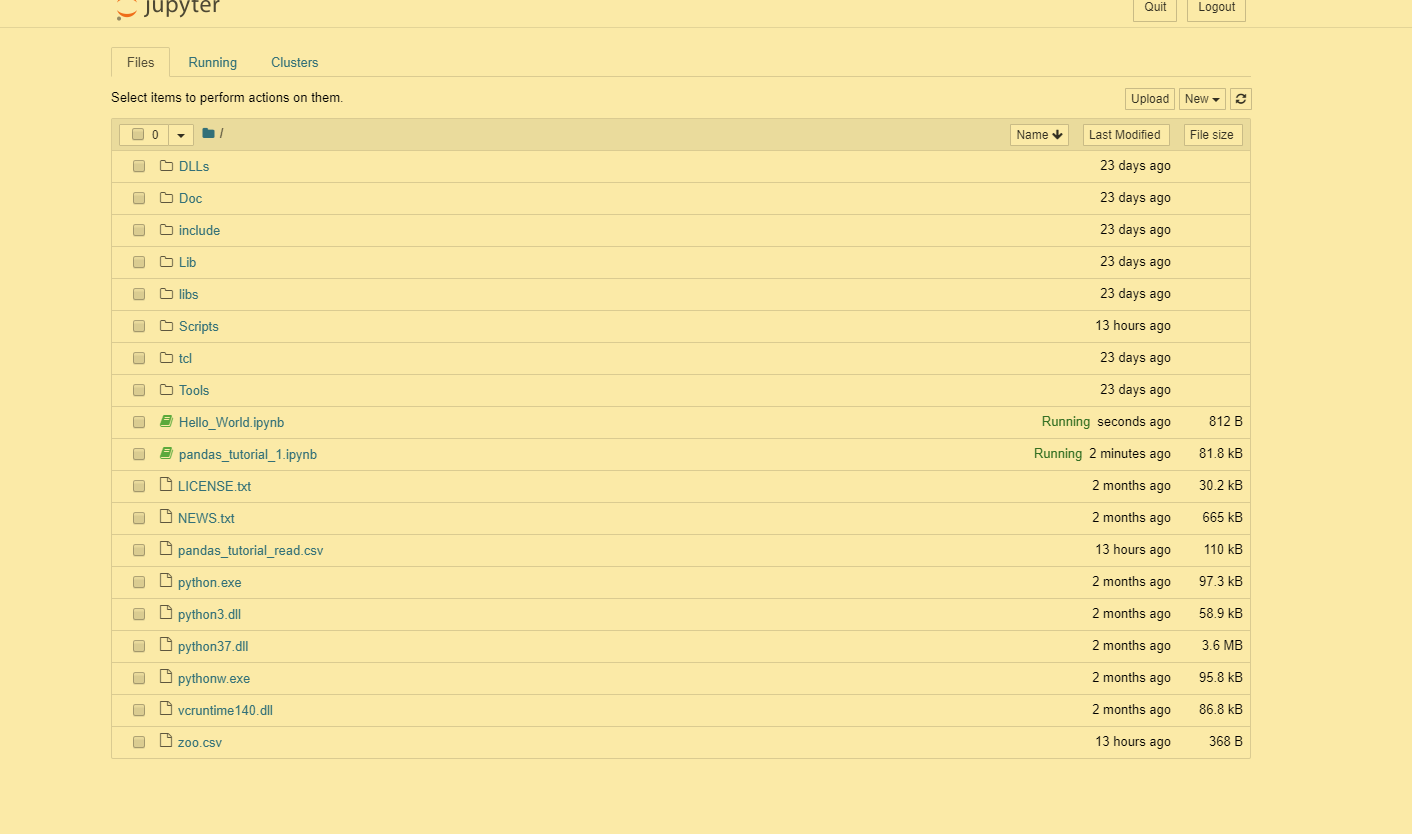 jupyter Quit Logout
Files Running Clusters
Select items to perform actions on them. Upload New
0 / Name Last Modified File size
DLLs 23 days ago
Doc 23 days ago
include 23 days ago
Lib 23 days ago
libs 23 days ago
Scripts 13 hours ago
tcl 23 days ago
Tools 23 days ago
Hello_World.ipynb Running seconds ago 812 B
pandas_tutorial_1.ipynb Running 2 minutes ago 81.8 kB
LICENSE.txt 2 months ago 30.2 kB
NEWS.txt 2 months ago 665 kB
pandas_tutorial_read.csv 13 hours ago 110 kB
python.exe 2 months ago 97.3 kB
python3.dll 2 months ago 58.9 kB
python37.dll 2 months ago 3.6 MB
pythonw.exe 2 months ago 95.8 kB
vcruntime140.dll 2 months ago 86.8 kB
zoo.csv 13 hours ago 368 B